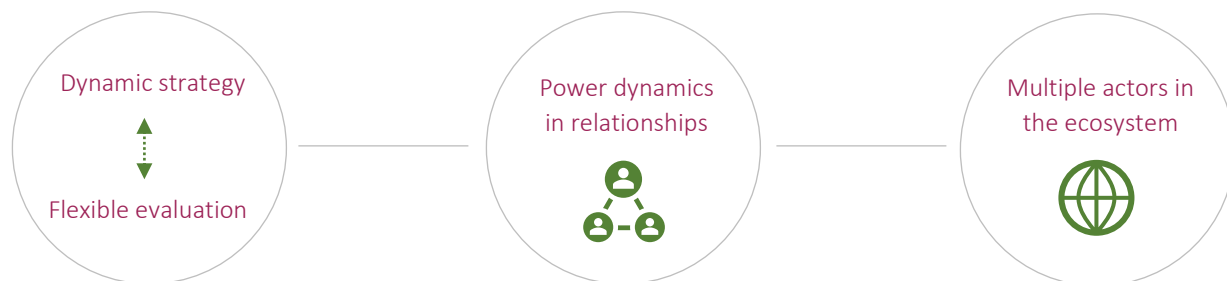 Dynamic strategy
Flexible evaluation
Power dynamics
in relationships
Multiple actors in
the ecosystem